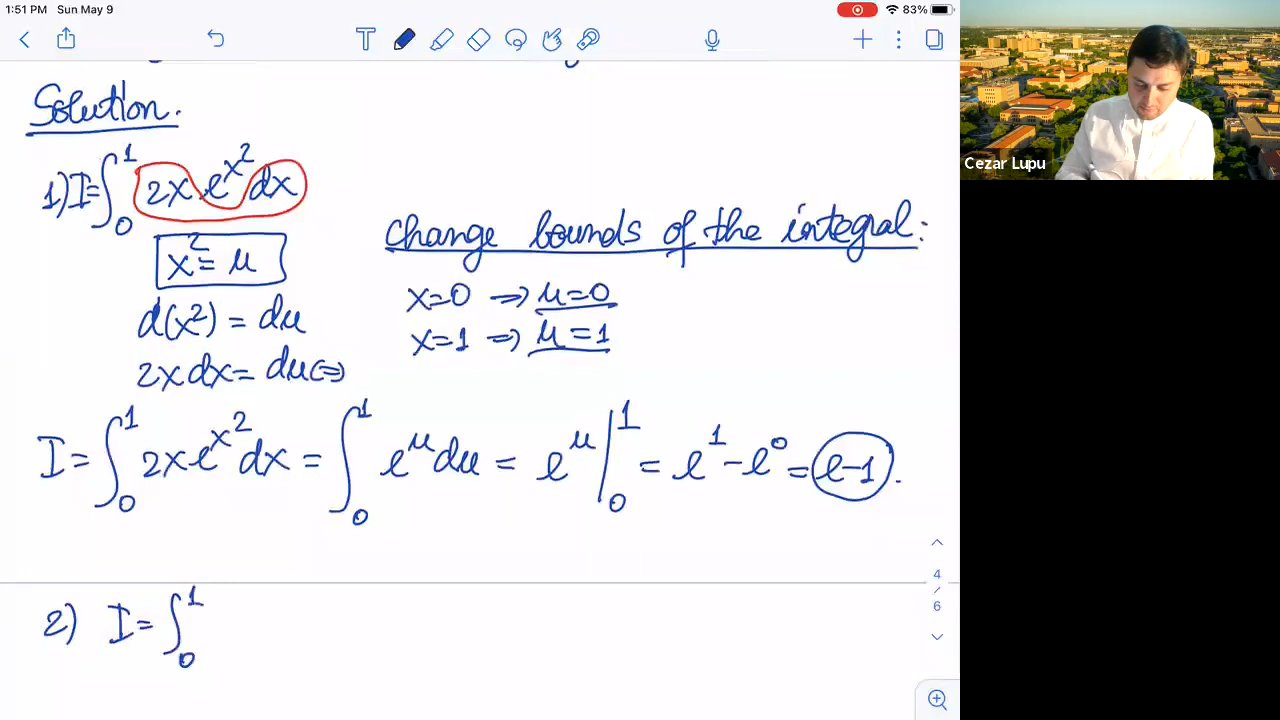 1:51 PM Sun May 9
83%
Solution.
1) I = ∫₀¹ 2x e^{x²} dx
x² = u
d(x²) = du
2x dx = du ⇔
change bounds of the integral:
x=0 ⇒ u=0
x=1 ⇒ u=1
I = ∫₀¹ 2x e^{x²} dx = ∫₀¹ e^u du = e^u |₀¹ = e¹ - e⁰ = e-1.
2) I = ∫₀¹
4
/
6
Cezar Lupu